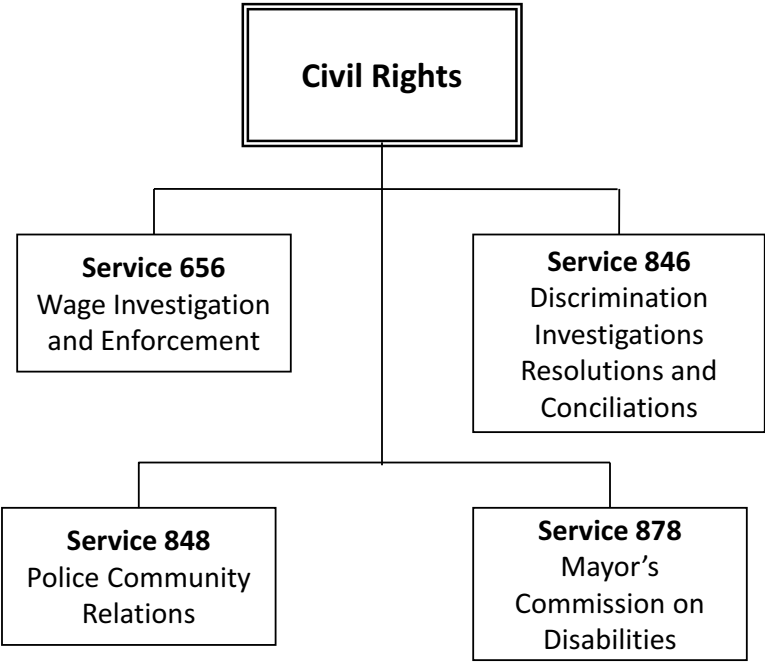 Civil Rights
Service 656
Wage Investigation
and Enforcement
Service 846
Discrimination
Investigations
Resolutions and
Conciliations
Service 848
Police Community
Relations
Service 878
Mayor’s
Commission on
Disabilities